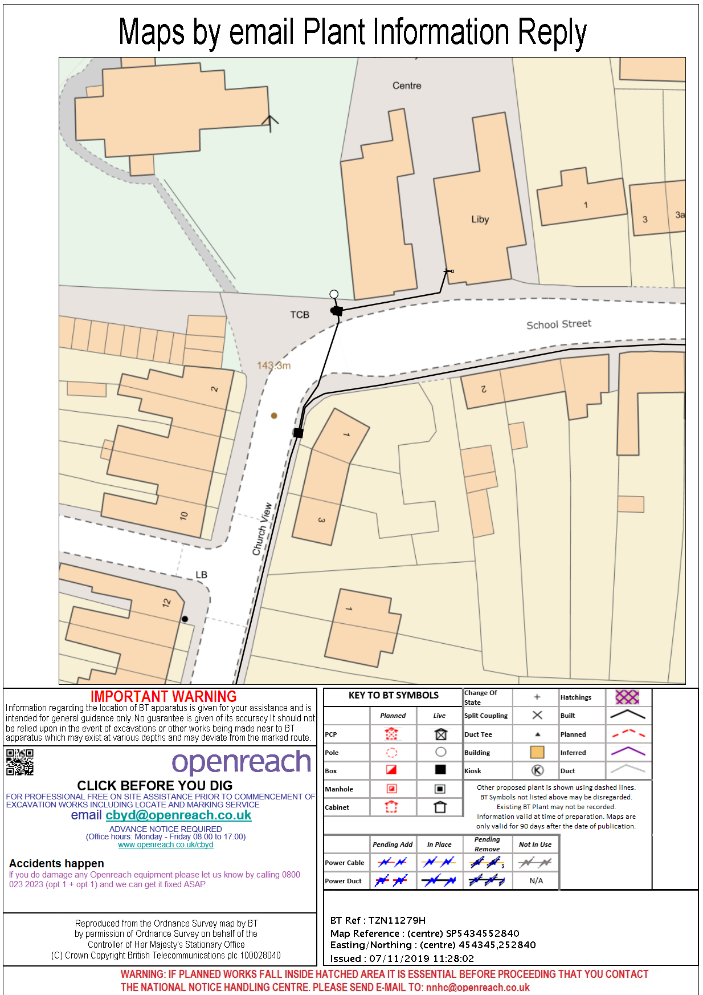 Maps by email Plant Information Reply
Centre
Liby
1
3
3a
TCB
School Street
143.3m
2
2
1
3
10
Church View
LB
12
1
IMPORTANT WARNING
Information regarding the location of BT apparatus is given for your assistance and is
intended for general guidance only. No guarantee is given of its accuracy. It should not
be relied upon in the event of excavations or other works being made near to BT
apparatus which may exist at various depths and may deviate from the marked route.
openreach
CLICK BEFORE YOU DIG
FOR PROFESSIONAL FREE ON SITE ASSISTANCE PRIOR TO COMMENCEMENT OF
EXCAVATION WORKS INCLUDING LOCATE AND MARKING SERVICE
email cbyd@openreach.co.uk
ADVANCE NOTICE REQUIRED
(Office hours: Monday - Friday 08.00 to 17.00)
www.openreach.co.uk/cbyd
Accidents happen
If you do damage any Openreach equipment please let us know by calling 0800
023 2023 (opt 1 + opt 1) and we can get it fixed ASAP
Reproduced from the Ordnance Survey map by BT
by permission of Ordnance Survey on behalf of the
Controller of Her Majesty's Stationary Office
(C) Crown Copyright British Telecommunications plc 100028040
KEY TO BT SYMBOLS
Planned Live
PCP
Pole
Box
Manhole
Cabinet
Change Of
State + Hatchings
Split Coupling Built
Duct Tee Planned
Building Inferred
Kiosk K Duct
Other proposed plant is shown using dashed lines.
BT Symbols not listed above may be disregarded.
Existing BT Plant may not be recorded.
Information valid at time of preparation. Maps are
only valid for 90 days after the date of publication.
Pending Add In Place Pending Remove Not In Use
Power Cable
Power Duct N/A
BT Ref : TZN11279H
Map Reference : (centre) SP5434552840
Easting/Northing : (centre) 454345,252840
Issued : 07/11/2019 11:28:02
WARNING: IF PLANNED WORKS FALL INSIDE HATCHED AREA IT IS ESSENTIAL BEFORE PROCEEDING THAT YOU CONTACT
THE NATIONAL NOTICE HANDLING CENTRE. PLEASE SEND E-MAIL TO: nnhc@openreach.co.uk